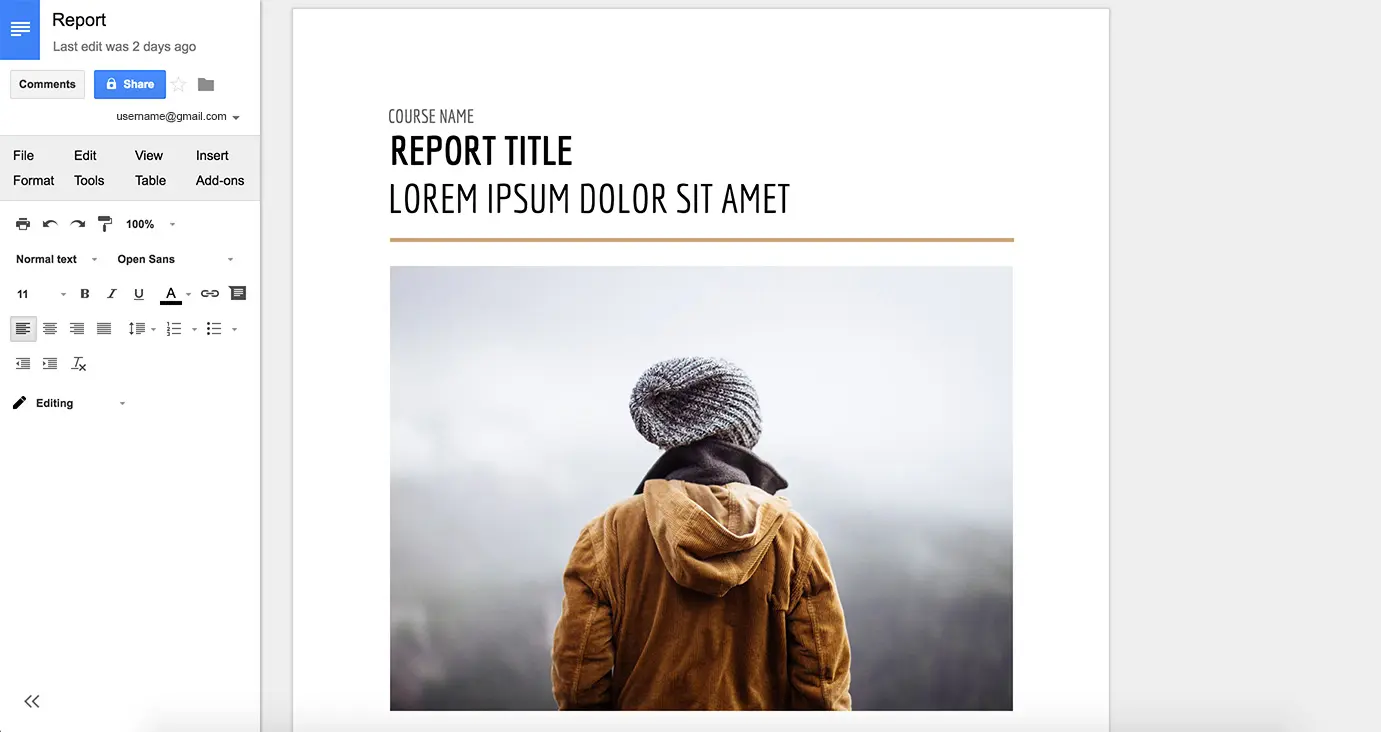 Report
Last edit was 2 days ago
Comments
Share
username@gmail.com
File Edit View Insert
Format Tools Table Add-ons
100%
Normal text Open Sans
11 B I U A
Editing
COURSE NAME
REPORT TITLE
LOREM IPSUM DOLOR SIT AMET